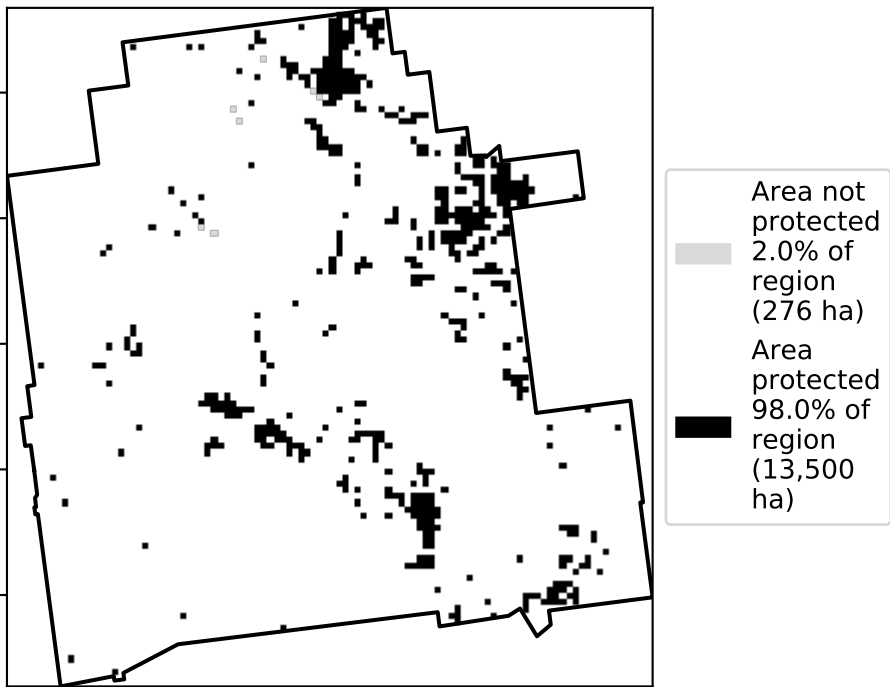 Area not
protected
2.0% of
region
(276 ha)
Area
protected
98.0% of
region
(13,500
ha)